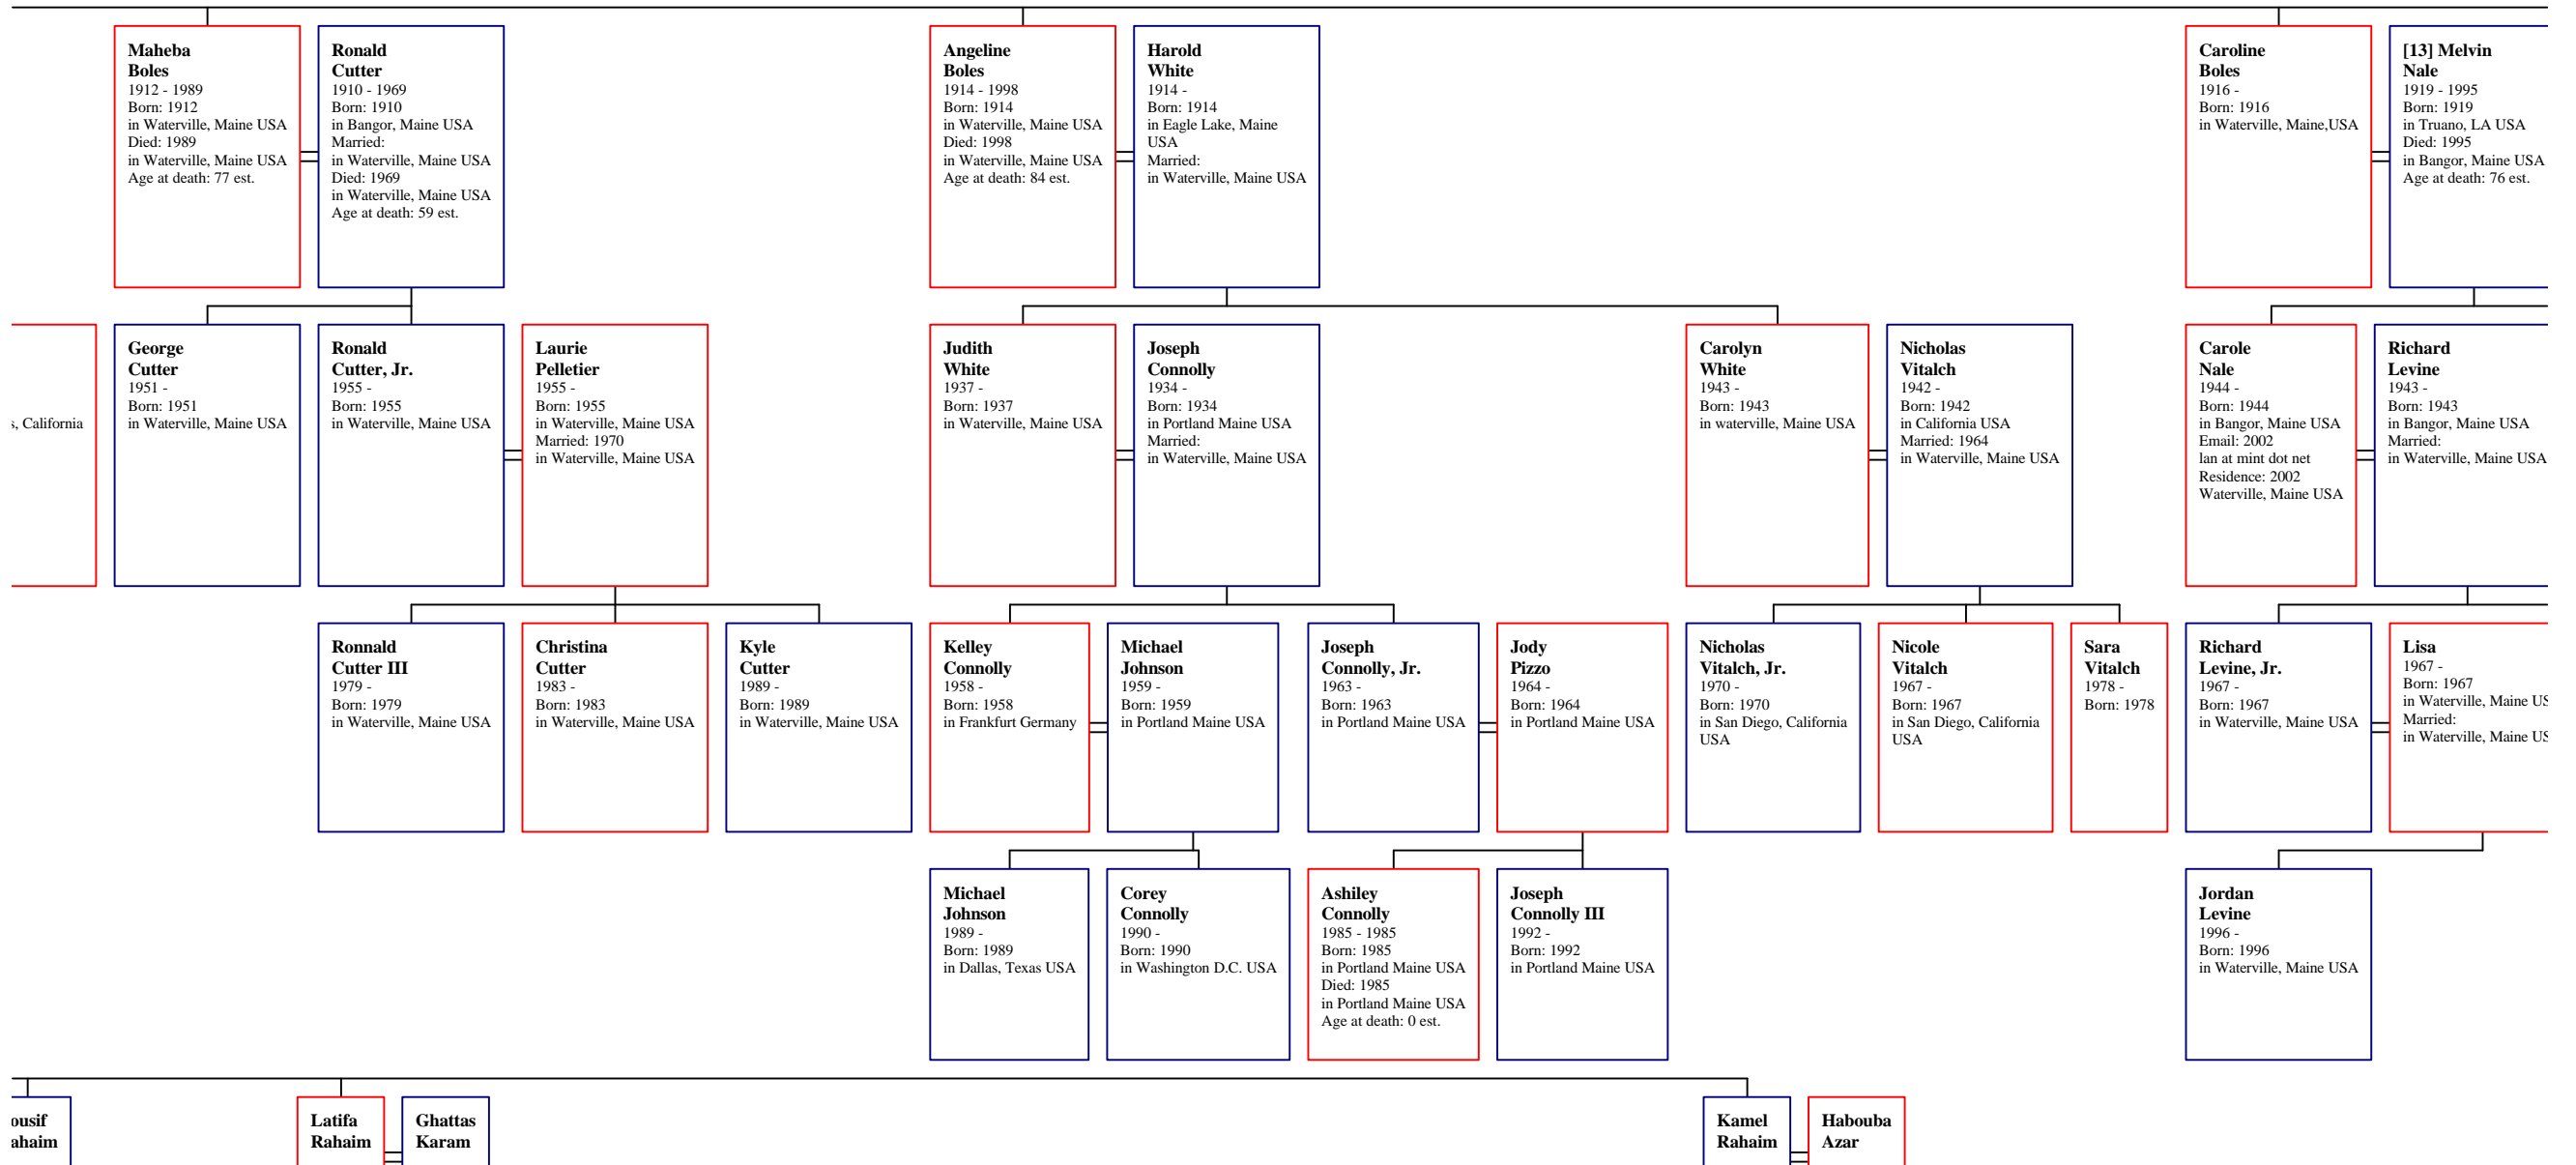 Maheba
Boles
1912 - 1989
Born: 1912
in Waterville, Maine USA
Died: 1989
in Waterville, Maine USA
Age at death: 77 est.
Ronald
Cutter
1910 - 1969
Born: 1910
in Bangor, Maine USA
Married:
in Waterville, Maine USA
Died: 1969
in Waterville, Maine USA
Age at death: 59 est.
Angeline
Boles
1914 - 1998
Born: 1914
in Waterville, Maine USA
Died: 1998
in Waterville, Maine USA
Age at death: 84 est.
Harold
White
1914 -
Born: 1914
in Eagle Lake, Maine
USA
Married:
in Waterville, Maine USA
Caroline
Boles
1916 -
Born: 1916
in Waterville, Maine,USA
[13] Melvin
Nale
1919 - 1995
Born: 1919
in Truano, LA USA
Died: 1995
in Bangor, Maine USA
Age at death: 76 est.
s, California
George
Cutter
1951 -
Born: 1951
in Waterville, Maine USA
Ronald
Cutter, Jr.
1955 -
Born: 1955
in Waterville, Maine USA
Laurie
Pelletier
1955 -
Born: 1955
in Waterville, Maine USA
Married: 1970
in Waterville, Maine USA
Judith
White
1937 -
Born: 1937
in Waterville, Maine USA
Joseph
Connolly
1934 -
Born: 1934
in Portland Maine USA
Married:
in Waterville, Maine USA
Carolyn
White
1943 -
Born: 1943
in waterville, Maine USA
Nicholas
Vitalch
1942 -
Born: 1942
in California USA
Married: 1964
in Waterville, Maine USA
Carole
Nale
1944 -
Born: 1944
in Bangor, Maine USA
Email: 2002
lan at mint dot net
Residence: 2002
Waterville, Maine USA
Richard
Levine
1943 -
Born: 1943
in Bangor, Maine USA
Married:
in Waterville, Maine USA
Ronnald
Cutter III
1979 -
Born: 1979
in Waterville, Maine USA
Christina
Cutter
1983 -
Born: 1983
in Waterville, Maine USA
Kyle
Cutter
1989 -
Born: 1989
in Waterville, Maine USA
Kelley
Connolly
1958 -
Born: 1958
in Frankfurt Germany
Michael
Johnson
1959 -
Born: 1959
in Portland Maine USA
Joseph
Connolly, Jr.
1963 -
Born: 1963
in Portland Maine USA
Jody
Pizzo
1964 -
Born: 1964
in Portland Maine USA
Nicholas
Vitalch, Jr.
1970 -
Born: 1970
in San Diego, California
USA
Nicole
Vitalch
1967 -
Born: 1967
in San Diego, California
USA
Sara
Vitalch
1978 -
Born: 1978
Richard
Levine, Jr.
1967 -
Born: 1967
in Waterville, Maine USA
Lisa
1967 -
Born: 1967
in Waterville, Maine US
Married:
in Waterville, Maine US
Michael
Johnson
1989 -
Born: 1989
in Dallas, Texas USA
Corey
Connolly
1990 -
Born: 1990
in Washington D.C. USA
Ashiley
Connolly
1985 - 1985
Born: 1985
in Portland Maine USA
Died: 1985
in Portland Maine USA
Age at death: 0 est.
Joseph
Connolly III
1992 -
Born: 1992
in Portland Maine USA
Jordan
Levine
1996 -
Born: 1996
in Waterville, Maine USA
ousif
ahaim
Latifa
Rahaim
Ghattas
Karam
Kamel
Rahaim
Habouba
Azar